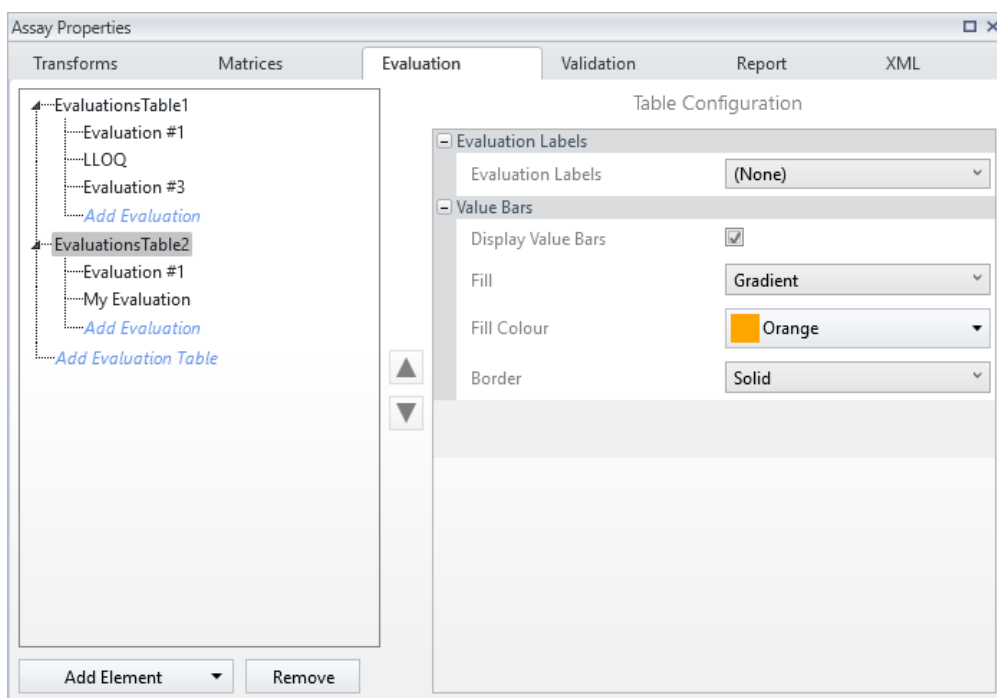 Assay Properties
Transforms Matrices Evaluation Validation Report XML
EvaluationsTable1
Evaluation #1
LLOQ
Evaluation #3
Add Evaluation
EvaluationsTable2
Evaluation #1
My Evaluation
Add Evaluation
Add Evaluation Table
Add Element Remove
Table Configuration
Evaluation Labels
Evaluation Labels (None)
Value Bars
Display Value Bars
Fill Gradient
Fill Colour Orange
Border Solid